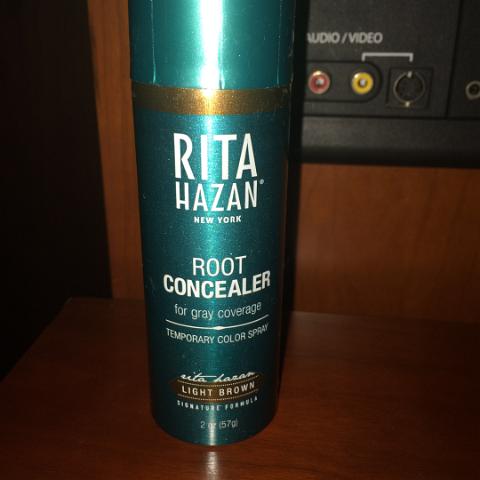 AUDIO / VIDEO
RITA
HAZAN®
NEW YORK
ROOT
CONCEALER
for gray coverage
TEMPORARY COLOR SPRAY
rita hazan
LIGHT BROWN
SIGNATURE FORMULA
2 oz (57g)